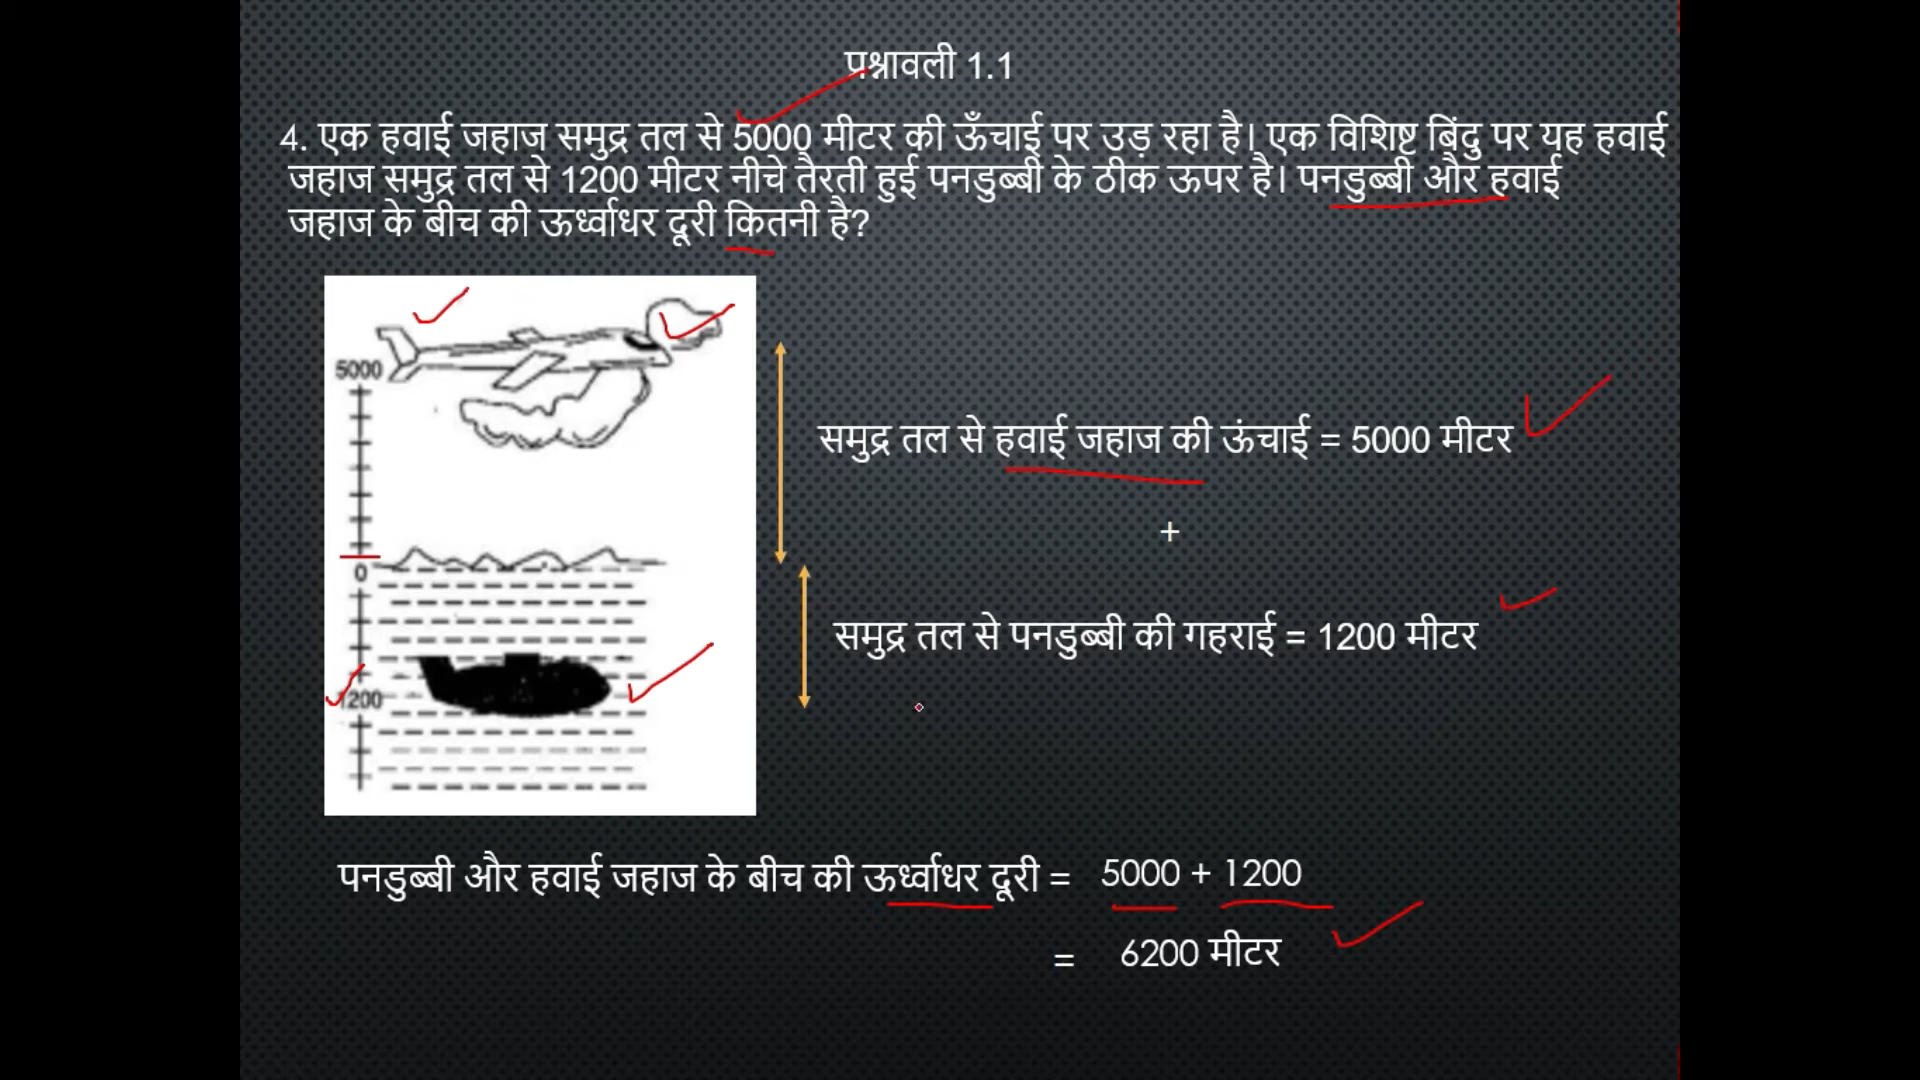 प्रश्नावली 1.1
4. एक हवाई जहाज समुद्र तल से 5000 मीटर की ऊँचाई पर उड़ रहा है। एक विशिष्ट बिंदु पर यह हवाई
जहाज समुद्र तल से 1200 मीटर नीचे तैरती हुई पनडुब्बी के ठीक ऊपर है। पनडुब्बी और हवाई
जहाज के बीच की ऊर्ध्वाधर दूरी कितनी है?
5000
समुद्र तल से हवाई जहाज की ऊंचाई = 5000 मीटर
+
0
समुद्र तल से पनडुब्बी की गहराई = 1200 मीटर
1200
पनडुब्बी और हवाई जहाज के बीच की ऊर्ध्वाधर दूरी = 5000 + 1200
= 6200 मीटर